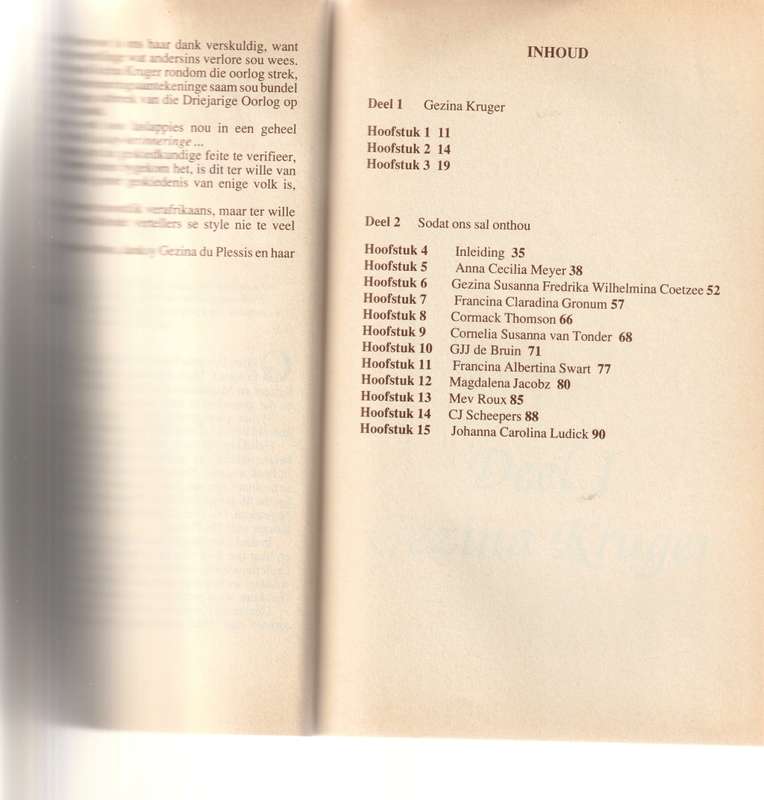 haar dank verskuldig, want
andersins verlore sou wees.
Kruger rondom die oorlog strek,
saam sou bundel
van die Driejarige Oorlog op
nou in een geheel
...
feite te verifieer,
het, is dit ter wille van
van enige volk is,
verafrikaans, maar ter wille
vertellers se style nie te veel
Gezina du Plessis en haar
INHOUD
Deel 1 Gezina Kruger
Hoofstuk 1 11
Hoofstuk 2 14
Hoofstuk 3 19
Deel 2 Sodat ons sal onthou
Hoofstuk 4 Inleiding 35
Hoofstuk 5 Anna Cecilia Meyer 38
Hoofstuk 6 Gezina Susanna Fredrika Wilhelmina Coetzee 52
Hoofstuk 7 Francina Claradina Gronum 57
Hoofstuk 8 Cormack Thomson 66
Hoofstuk 9 Cornelia Susanna van Tonder 68
Hoofstuk 10 GJJ de Bruin 71
Hoofstuk 11 Francina Albertina Swart 77
Hoofstuk 12 Magdalena Jacobz 80
Hoofstuk 13 Mev Roux 85
Hoofstuk 14 CJ Scheepers 88
Hoofstuk 15 Johanna Carolina Ludick 90